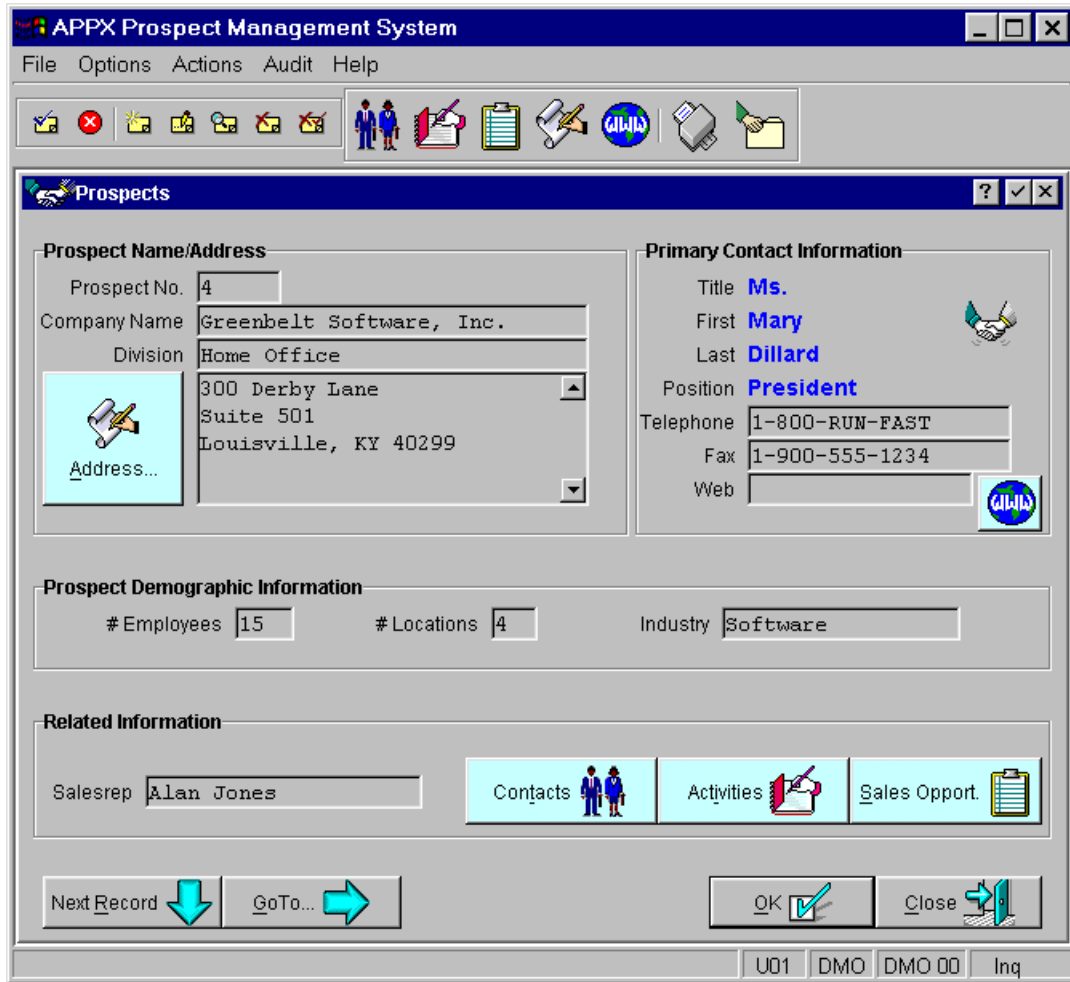 APPX Prospect Management System
File Options Actions Audit Help
WWW
Prospects
Prospect Name/Address
Prospect No. 4
Company Name Greenbelt Software, Inc.
Division Home Office
Address...
300 Derby Lane
Suite 501
Louisville, KY 40299
Primary Contact Information
Title Ms.
First Mary
Last Dillard
Position President
Telephone 1-800-RUN-FAST
Fax 1-900-555-1234
Web
WWW
Prospect Demographic Information
# Employees 15 # Locations 4 Industry Software
Related Information
Salesrep Alan Jones Contacts Activities Sales Opport.
Next Record GoTo... OK Close
U01 DMO DMO 00 Inq